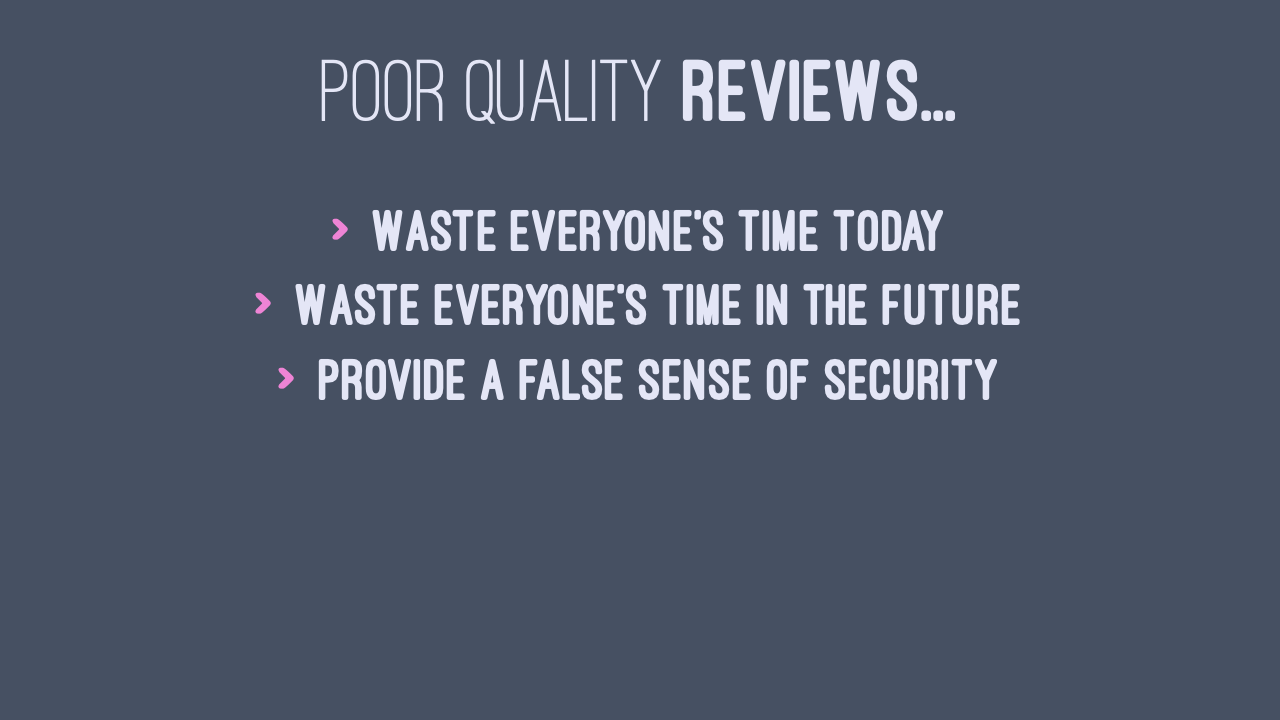 POOR QUALITY REVIEWS...
› WASTE EVERYONE'S TIME TODAY
› WASTE EVERYONE'S TIME IN THE FUTURE
› PROVIDE A FALSE SENSE OF SECURITY